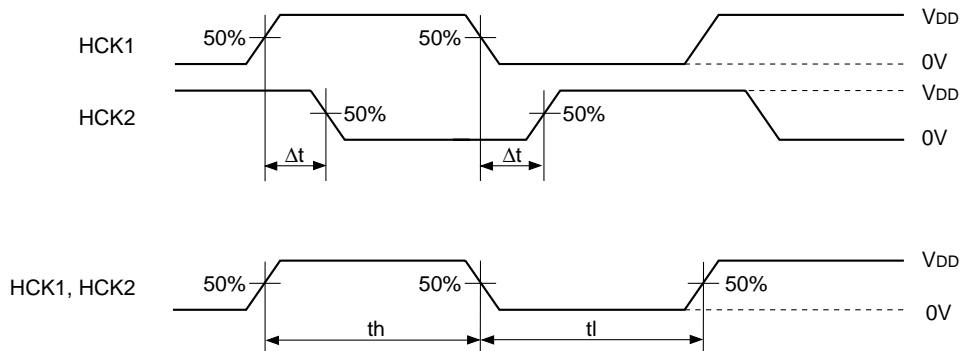 HCK1 50% 50% VDD
0V
HCK2 50% 50% VDD
0V
Δt Δt
HCK1, HCK2 50% 50% 50% VDD
0V
th tl